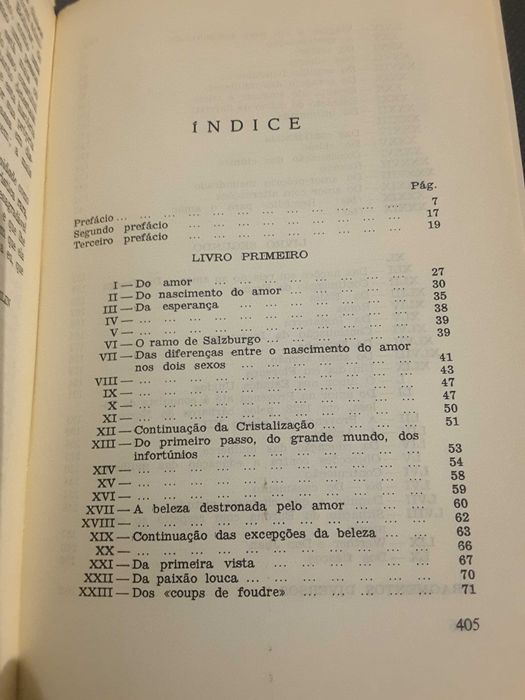 ÍNDICE
Pág.
Prefácio ... ... ... ... ... ... ... ... ... ... ... ... ... 7
Segundo prefácio ... ... ... ... ... ... ... ... ... ... 17
Terceiro prefácio ... ... ... ... ... ... ... ... ... ... 19
LIVRO PRIMEIRO
I — Do amor ... ... ... ... ... ... ... ... ... 27
II — Do nascimento do amor ... ... ... ... ... ... 30
III — Da esperança ... ... ... ... ... ... ... ... 35
IV — ... ... ... ... ... ... ... ... ... ... ... 38
V — ... ... ... ... ... ... ... ... ... ... ... 39
VI — O ramo de Salzburgo ... ... ... ... ... ... 39
VII — Das diferenças entre o nascimento do amor
nos dois sexos ... ... ... ... ... ... ... 41
VIII — ... ... ... ... ... ... ... ... ... ... ... 43
IX — ... ... ... ... ... ... ... ... ... ... ... 47
X — ... ... ... ... ... ... ... ... ... ... ... 47
XI — ... ... ... ... ... ... ... ... ... ... ... 50
XII — Continuação da Cristalização ... ... ... ... 51
XIII — Do primeiro passo, do grande mundo, dos
infortúnios ... ... ... ... ... ... ... ... 53
XIV — ... ... ... ... ... ... ... ... ... ... ... 54
XV — ... ... ... ... ... ... ... ... ... ... ... 58
XVI — ... ... ... ... ... ... ... ... ... ... ... 59
XVII — A beleza destronada pelo amor ... ... ... 60
XVIII — ... ... ... ... ... ... ... ... ... ... ... 62
XIX — Continuação das excepções da beleza ... ... 63
XX — ... ... ... ... ... ... ... ... ... ... ... 66
XXI — Da primeira vista ... ... ... ... ... ... 67
XXII — Da paixão louca ... ... ... ... ... ... ... 70
XXIII — Dos «coups de foudre» ... ... ... ... ... 71
405